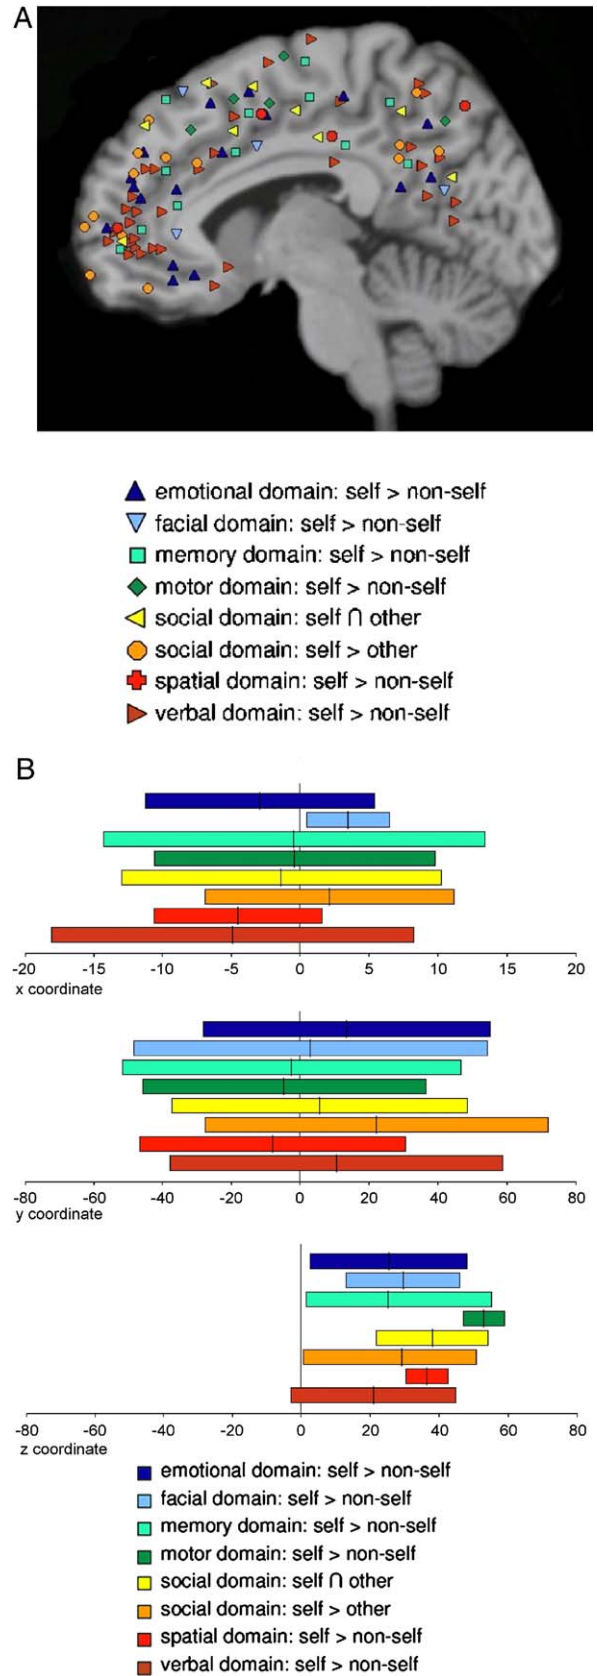 A
emotional domain: self > non-self
facial domain: self > non-self
memory domain: self > non-self
motor domain: self > non-self
social domain: self ∩ other
social domain: self > other
spatial domain: self > non-self
verbal domain: self > non-self
B
-20 -15 -10 -5 0 5 10 15 20
x coordinate
-80 -60 -40 -20 0 20 40 60 80
y coordinate
-80 -60 -40 -20 0 20 40 60 80
z coordinate
emotional domain: self > non-self
facial domain: self > non-self
memory domain: self > non-self
motor domain: self > non-self
social domain: self ∩ other
social domain: self > other
spatial domain: self > non-self
verbal domain: self > non-self